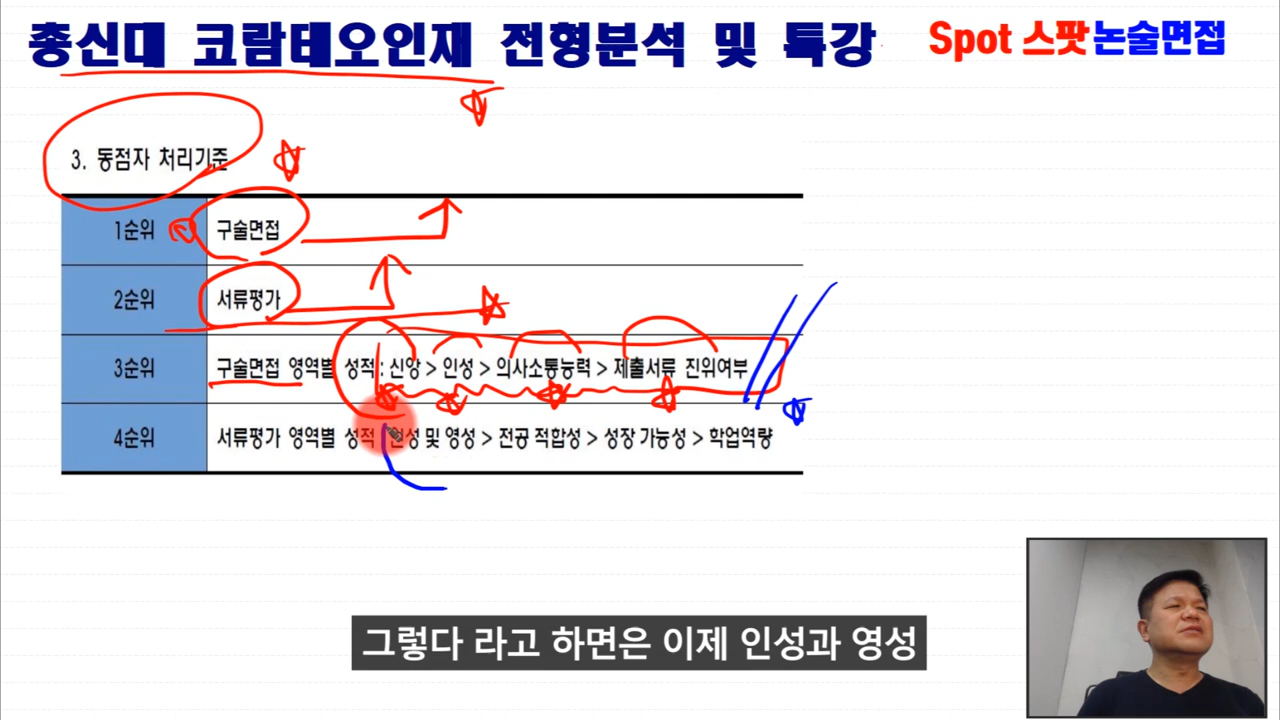 총신대 코람테오인재 전형분석 및 특강
Spot 스팟 논술면접
3. 동점자 처리기준
1순위 구술면접
2순위 서류평가
3순위 구술면접 영역별 성적 : 신앙 > 인성 > 의사소통능력 > 제출서류 진위여부
4순위 서류평가 영역별 성적 : 인성 및 영성 > 전공 적합성 > 성장 가능성 > 학업역량
그렇다 라고 하면은 이제 인성과 영성